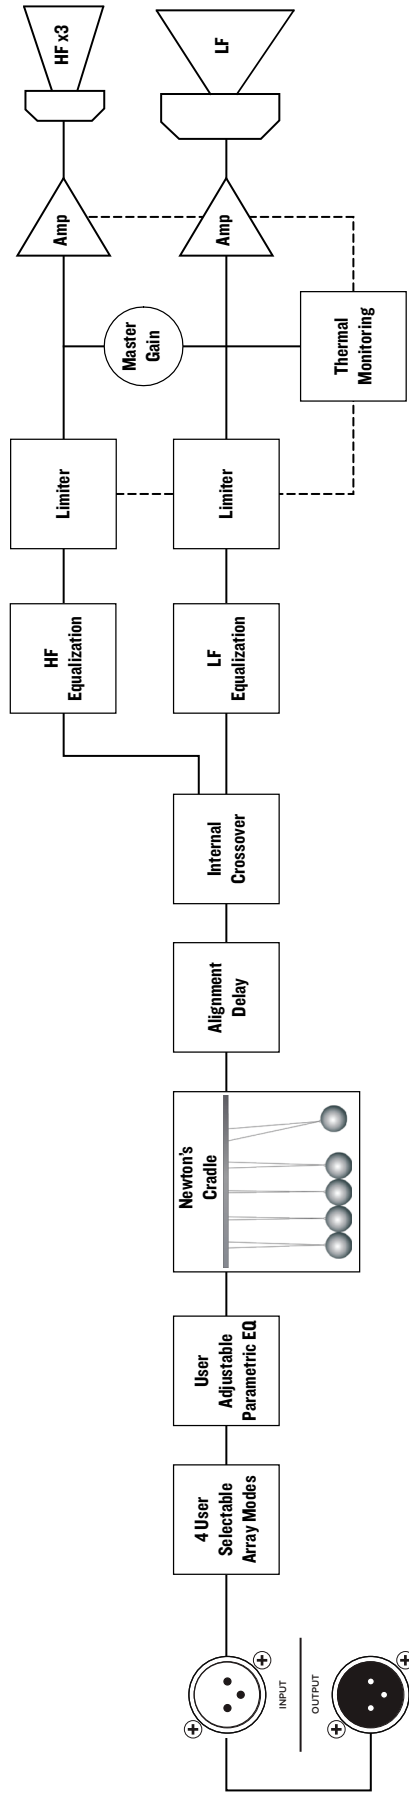 INPUT
OUTPUT
4 User
Selectable
Array Modes
User
Adjustable
Parametric EQ
Newton's
Cradle
Alignment
Delay
Internal
Crossover
HF
Equalization
LF
Equalization
Limiter
Limiter
Master
Gain
Thermal
Monitoring
Amp
Amp
HF x3
LF